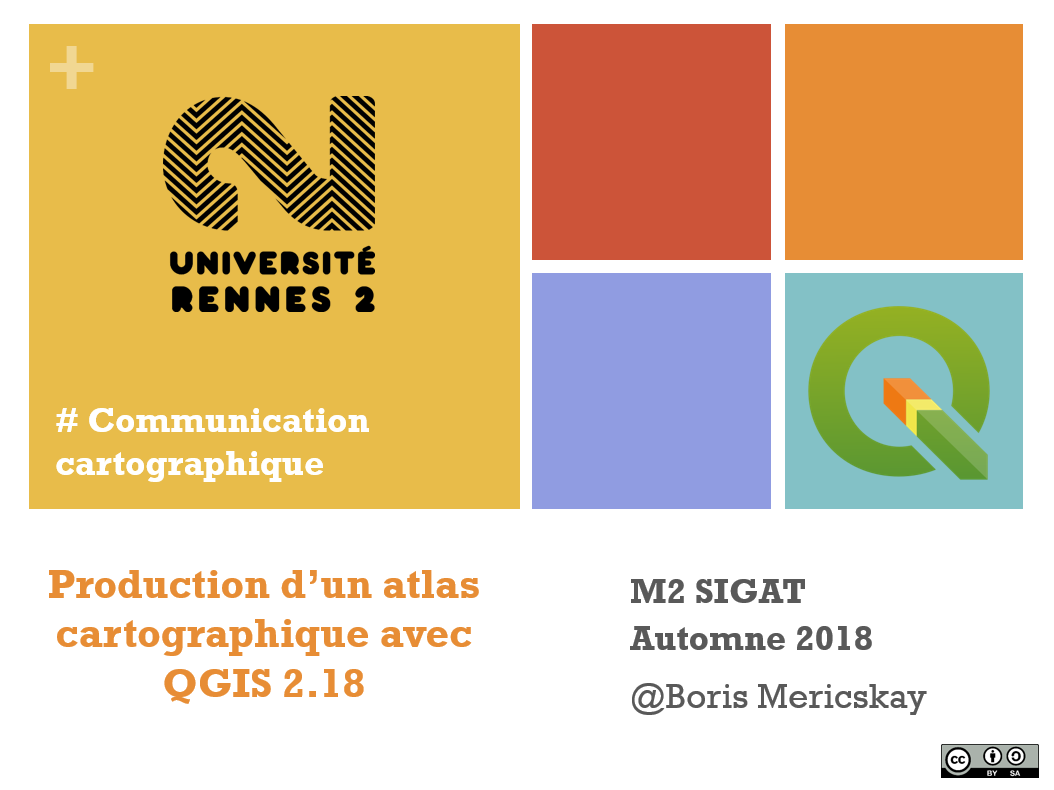 +
UNIVERSITÉ
RENNES 2
# Communication
cartographique
Production d’un atlas
cartographique avec
QGIS 2.18
M2 SIGAT
Automne 2018
@Boris Mericskay
cc
BY SA